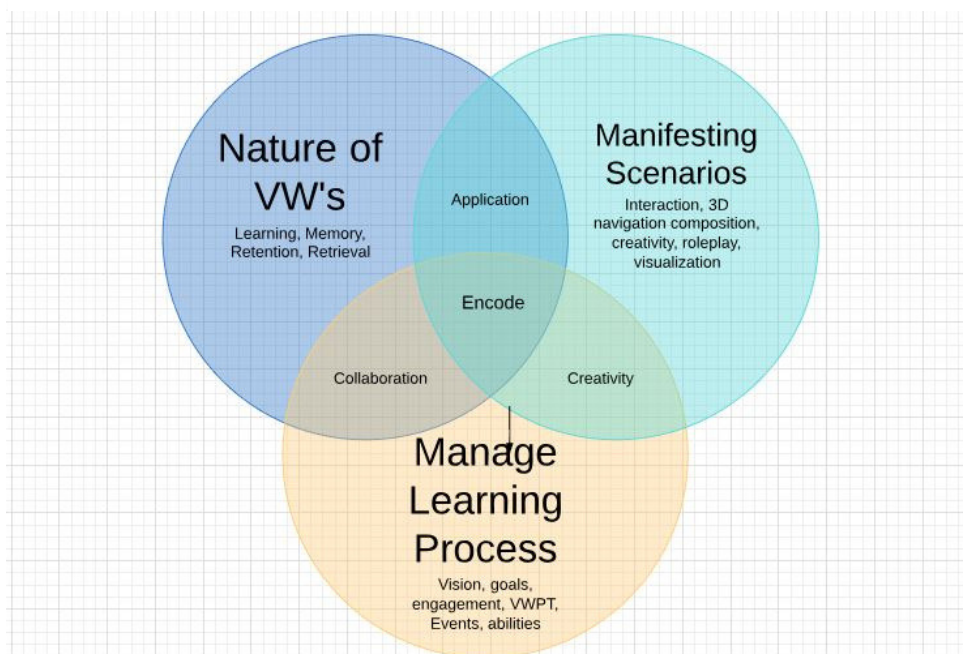 Nature of
VW's
Learning, Memory,
Retention, Retrieval
Application
Manifesting
Scenarios
Interaction, 3D
navigation composition,
creativity, roleplay,
visualization
Encode
Collaboration
Creativity
Manage
Learning
Process
Vision, goals,
engagement, VWPT,
Events, abilities